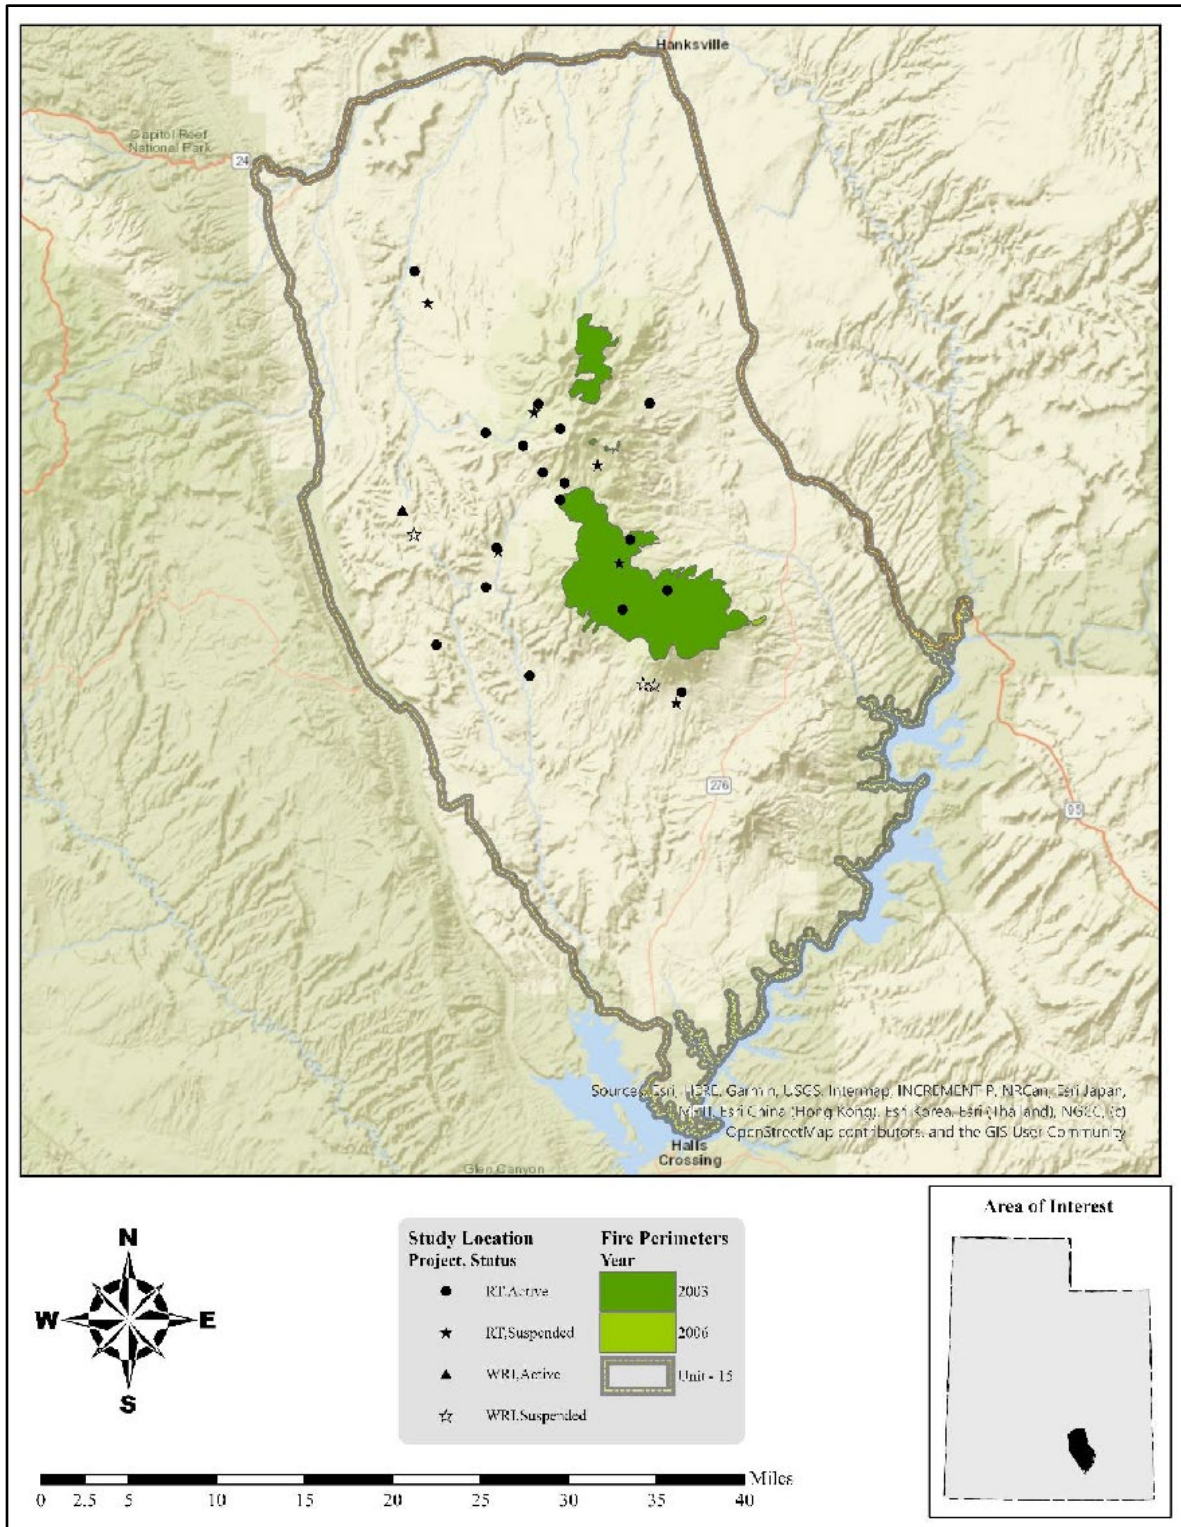 Hanksville
Capitol Reef
National Park
24
276
95
Sources: Esri, HERE, Garmin, USGS, Intermap, INCREMENT P, NRCan, Esri Japan,
METI, Esri China (Hong Kong), Esri Korea, Esri (Thailand), NGCC, (c)
OpenStreetMap contributors, and the GIS User Community
Halls
Crossing
Glen Canyon
N
W
E
S
Study Location
Project, Status
RT,Active
RT,Suspended
WRI,Active
WRI,Suspended
Fire Perimeters
Year
2003
2006
Unit - 15
Area of Interest
Miles
0 2.5 5 10 15 20 25 30 35 40